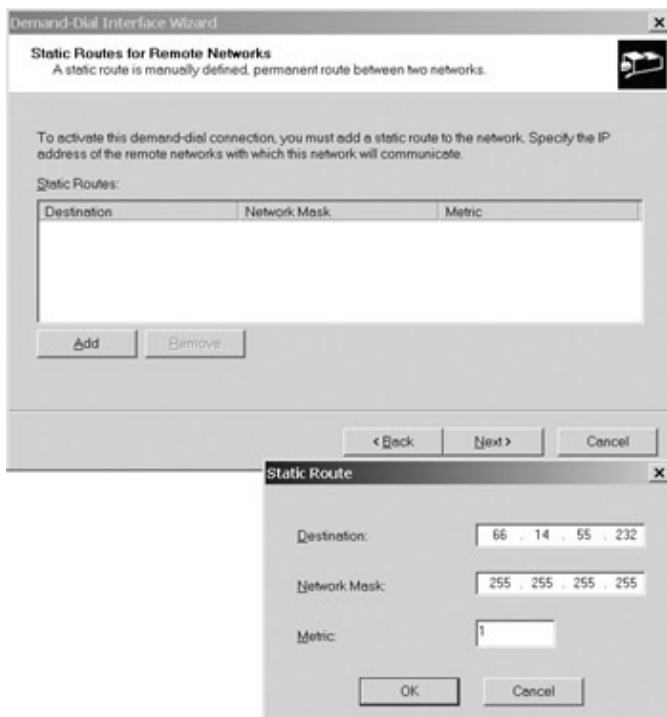 Demand-Dial Interface Wizard
Static Routes for Remote Networks
A static route is manually defined, permanent route between two networks.
To activate this demand-dial connection, you must add a static route to the network. Specify the IP
address of the remote networks with which this network will communicate.
Static Routes:
Destination Network Mask Metric
Add Remove
< Back Next > Cancel
Static Route
Destination: 66 . 14 . 55 . 232
Network Mask: 255 . 255 . 255 . 255
Metric: 1
OK Cancel